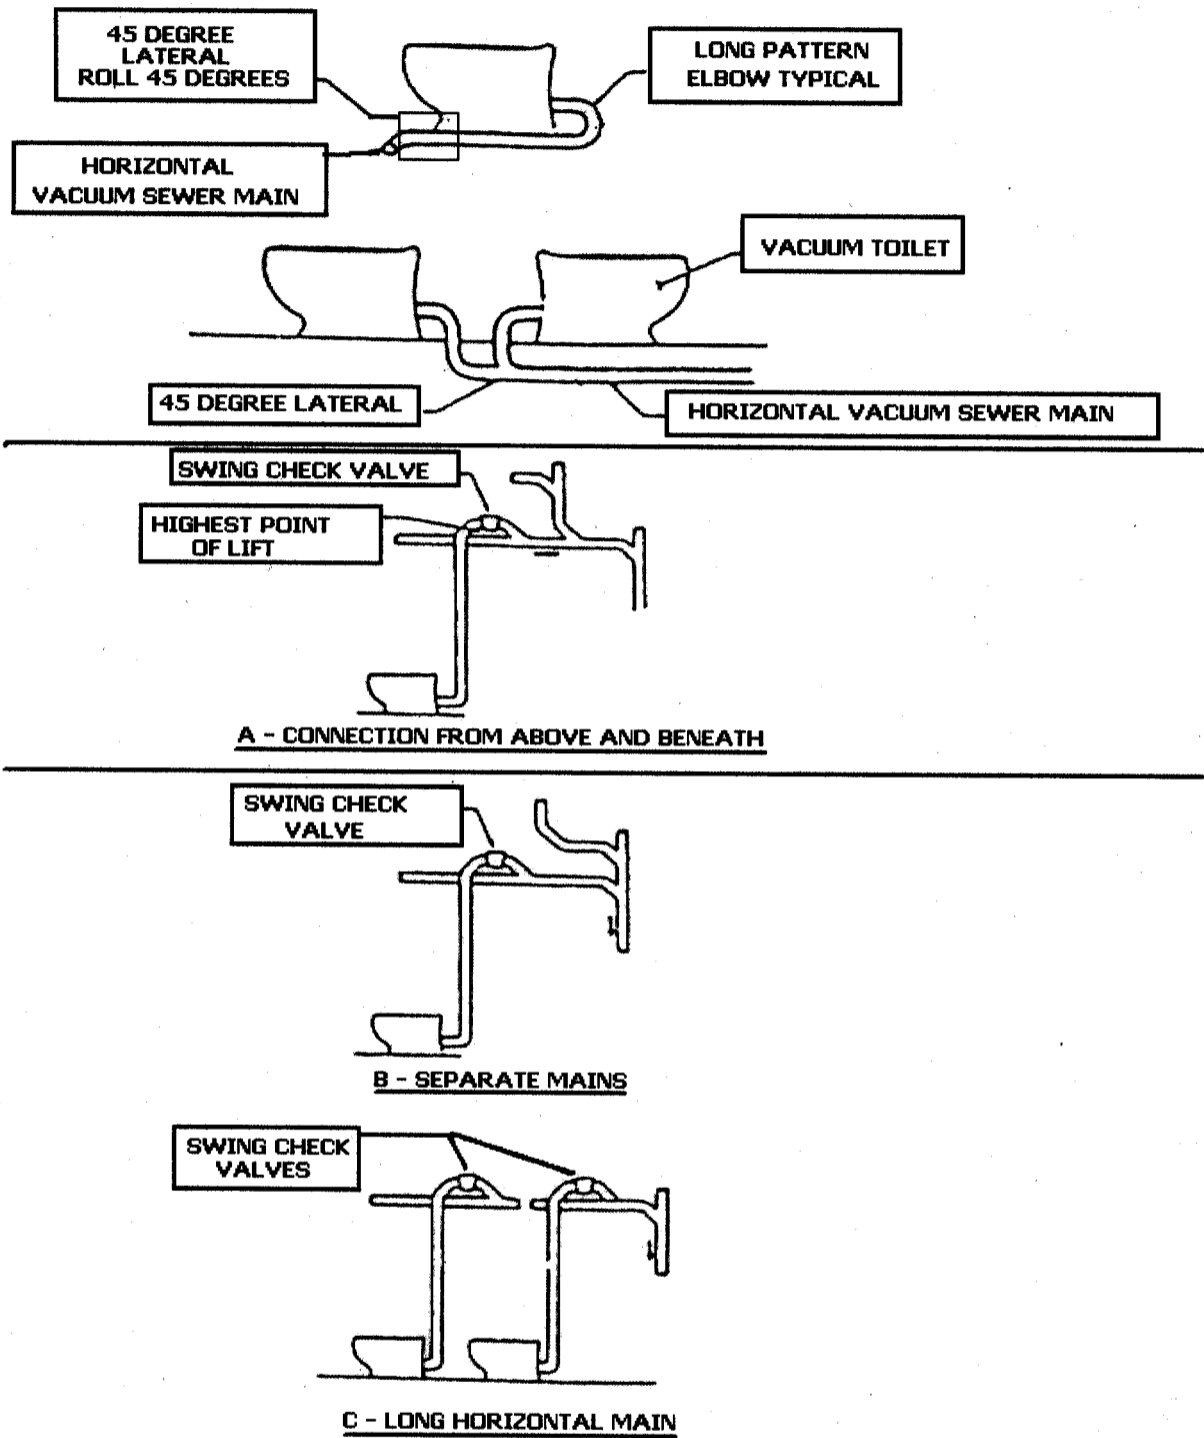 45 DEGREE
LATERAL
ROLL 45 DEGREES
LONG PATTERN
ELBOW TYPICAL
HORIZONTAL
VACUUM SEWER MAIN
VACUUM TOILET
45 DEGREE LATERAL
HORIZONTAL VACUUM SEWER MAIN
SWING CHECK VALVE
HIGHEST POINT
OF LIFT
A - CONNECTION FROM ABOVE AND BENEATH
SWING CHECK
VALVE
B - SEPARATE MAINS
SWING CHECK
VALVES
C - LONG HORIZONTAL MAIN